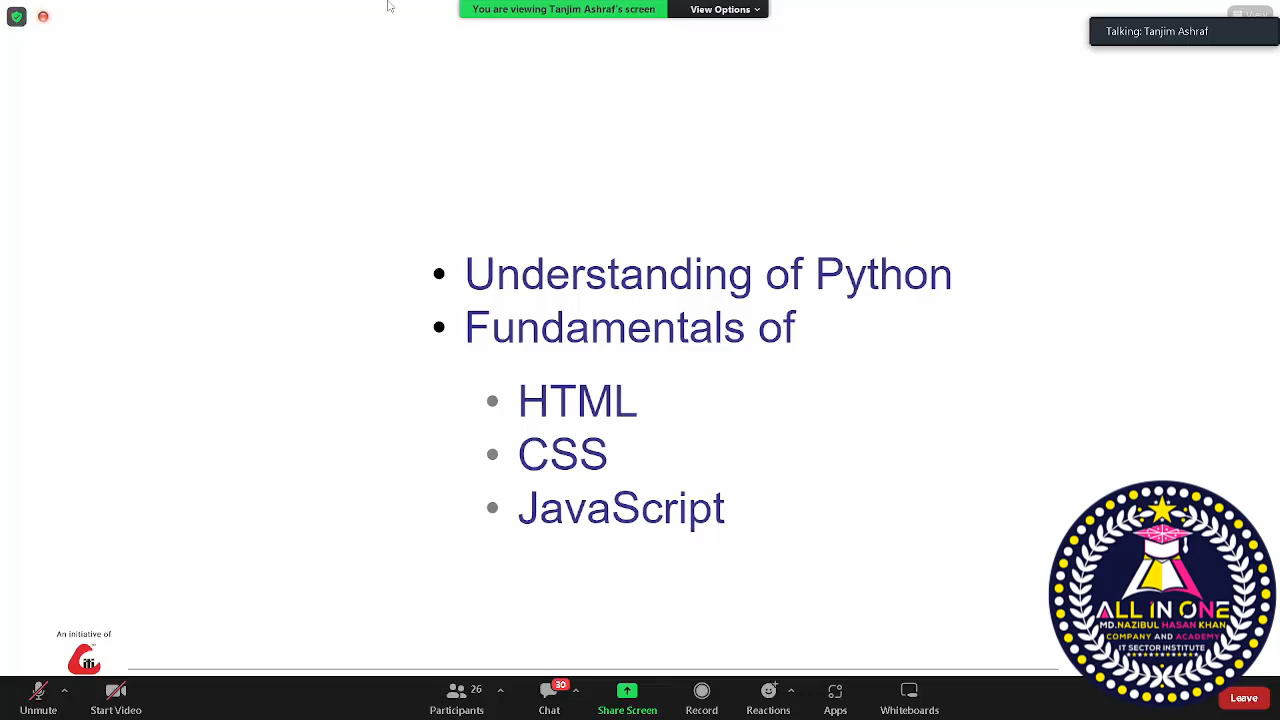 You are viewing Tanjim Ashraf's screen
View Options
View
Talking: Tanjim Ashraf
• Understanding of Python
• Fundamentals of
• HTML
• CSS
• JavaScript
An initiative of
iti
ALL IN ONE
MD.NAZIBUL HASAN KHAN
COMPANY AND ACADEMY
IT SECTOR INSTITUTE
Unmute
Start Video
26
Participants
30
Chat
Share Screen
Record
Reactions
Apps
Whiteboards
Leave